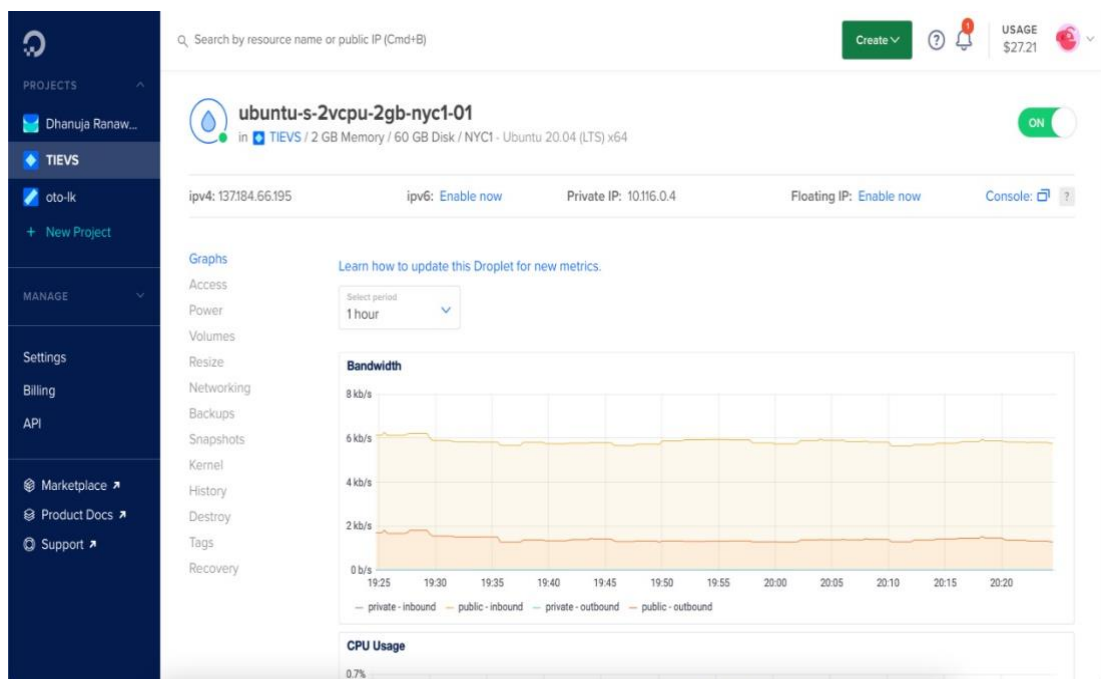 Search by resource name or public IP (Cmd+B)
Create
?
1
USAGE
$27.21
PROJECTS
Dhanuja Ranaw...
TIEVS
oto-lk
+ New Project
MANAGE
Settings
Billing
API
Marketplace ↗
Product Docs ↗
Support ↗
ubuntu-s-2vcpu-2gb-nyc1-01
in TIEVS / 2 GB Memory / 60 GB Disk / NYC1 - Ubuntu 20.04 (LTS) x64
ON
ipv4: 137.184.66.195
ipv6: Enable now
Private IP: 10.116.0.4
Floating IP: Enable now
Console: ?
Graphs
Access
Power
Volumes
Resize
Networking
Backups
Snapshots
Kernel
History
Destroy
Tags
Recovery
Learn how to update this Droplet for new metrics.
Select period
1 hour
Bandwidth
8 kb/s
6 kb/s
4 kb/s
2 kb/s
0 b/s
19:25 19:30 19:35 19:40 19:45 19:50 19:55 20:00 20:05 20:10 20:15 20:20
private - inbound public - inbound private - outbound public - outbound
CPU Usage
0.7%